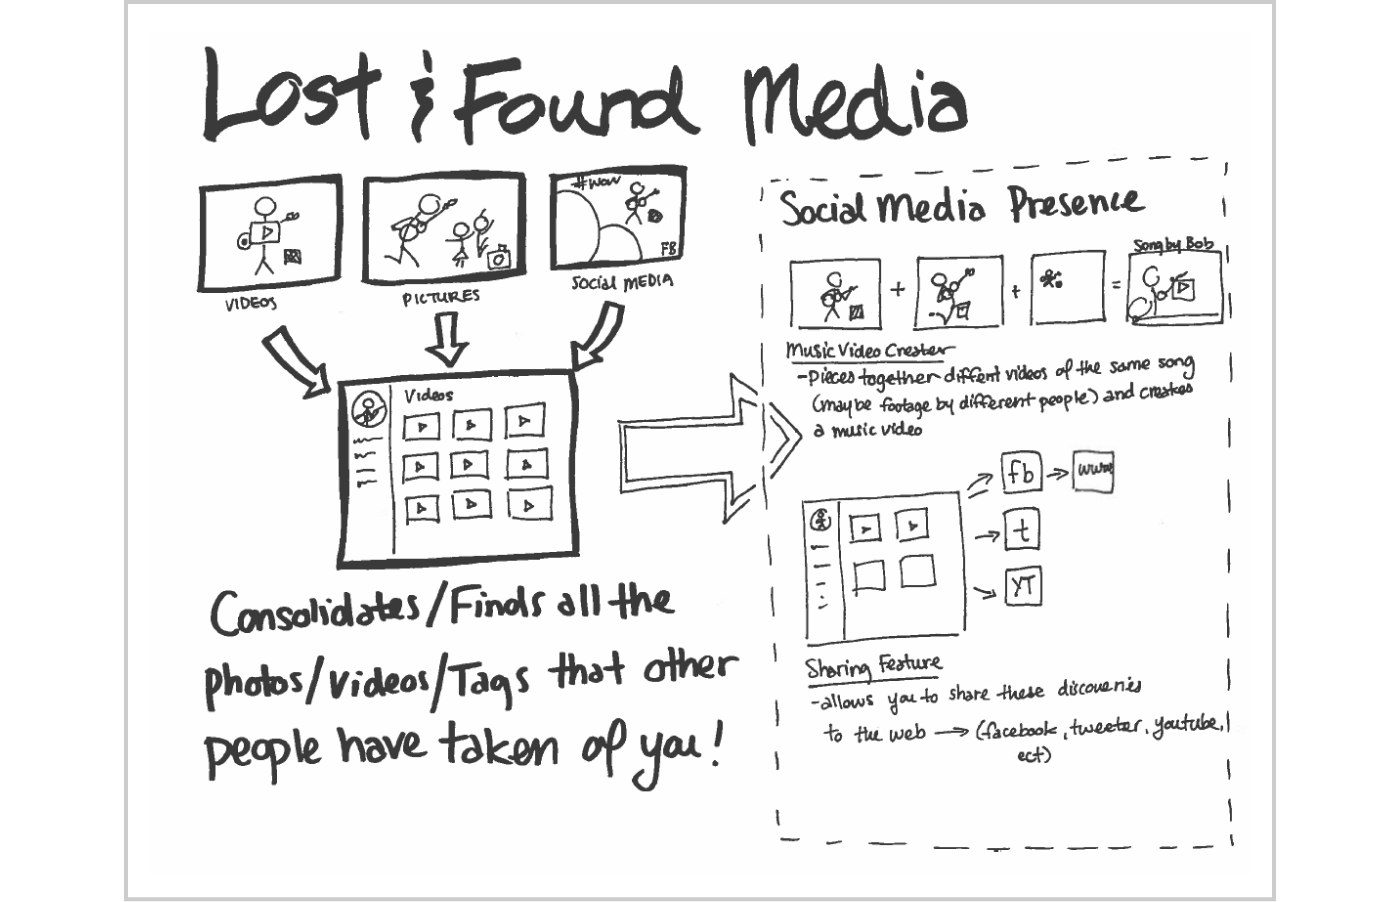 Lost & Found Media
#wow
FB
VIDEOS
PICTURES
Social MEDIA
Videos
Consolidates/Finds all the
photos/videos/Tags that other
people have taken of you!
Social Media Presence
Song by Bob
+ + =
Music Video Creater
-Pieces together diffent videos of the same song
(maybe footage by different people) and creates
a music video
fb
www
t
YT
Sharing Feature
-allows you to share these discoveries
to the web → (facebook, tweeter, youtube,
ect)